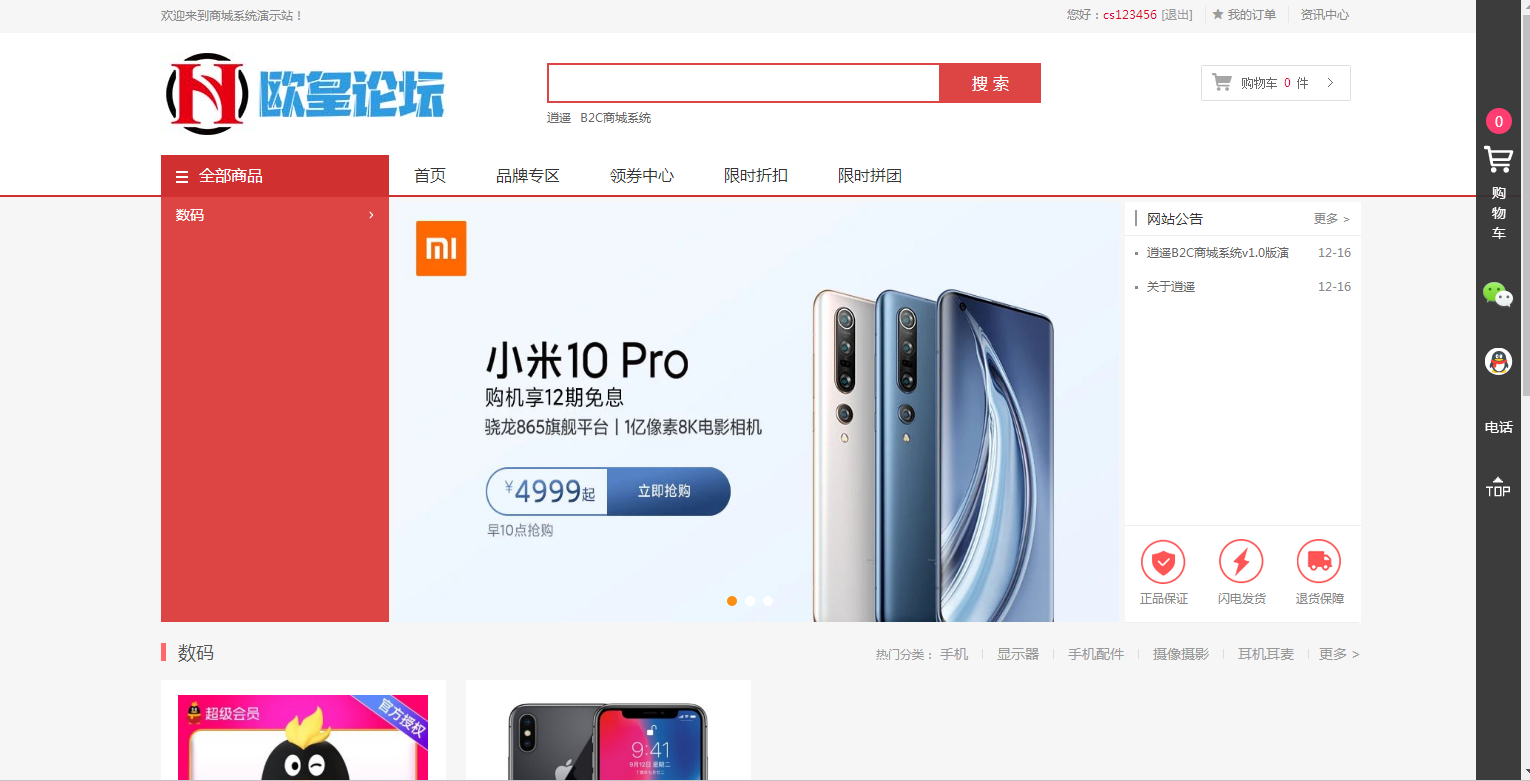 欢迎来到商城系统演示站！
您好：cs123456 [退出] 我的订单 资讯中心
欧皇论坛
搜 索
购物车 0 件 >
逍遥 B2C商城系统
全部商品 首页 品牌专区 领券中心 限时折扣 限时拼团
数码 >
网站公告 更多 >
逍遥B2C商城系统v1.0版演 12-16
关于逍遥 12-16
小米10 Pro
购机享12期免息
骁龙865旗舰平台丨1亿像素8K电影相机
¥4999起 立即抢购
早10点抢购
正品保证 闪电发货 退货保障
0
购
物
车
电话
TOP
数码
热门分类： 手机 显示器 手机配件 摄像摄影 耳机耳麦 更多 >
超级会员
官方授权
9:41
9月12日 星期二